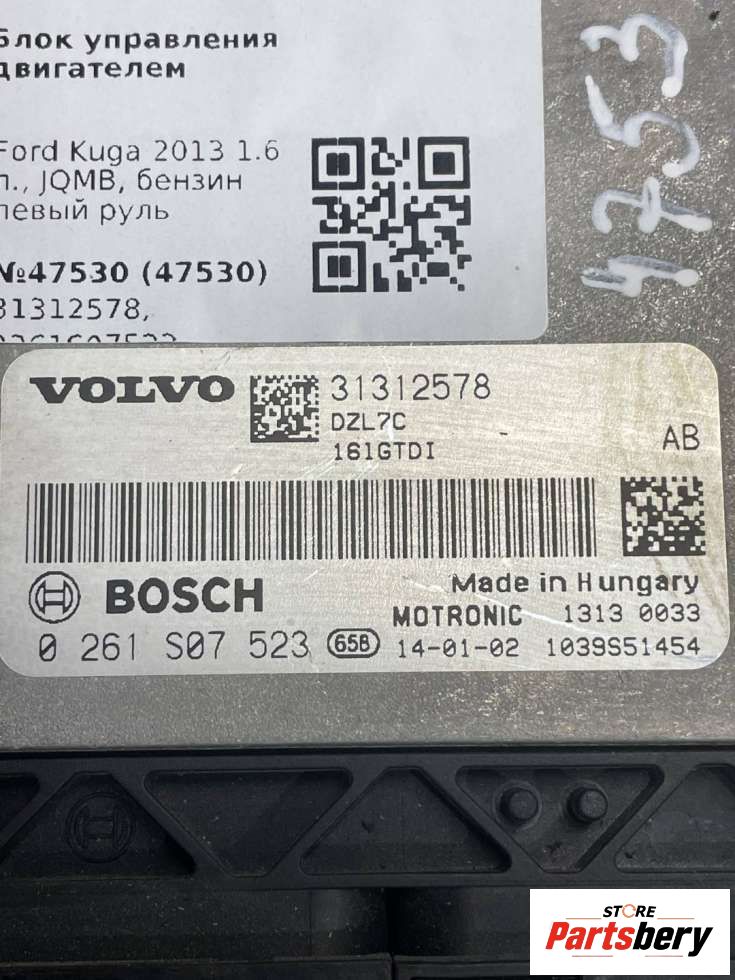 Блок управления
двигателем
Ford Kuga 2013 1.6
л., JQMB, бензин
левый руль
№47530 (47530)
31312578,
4753
VOLVO
31312578
DZL7C
161GTDI
AB
BOSCH
Made in Hungary
MOTRONIC 1313 0033
0 261 S07 523 65B 14-01-02 1039S51454
STORE
Partsbery